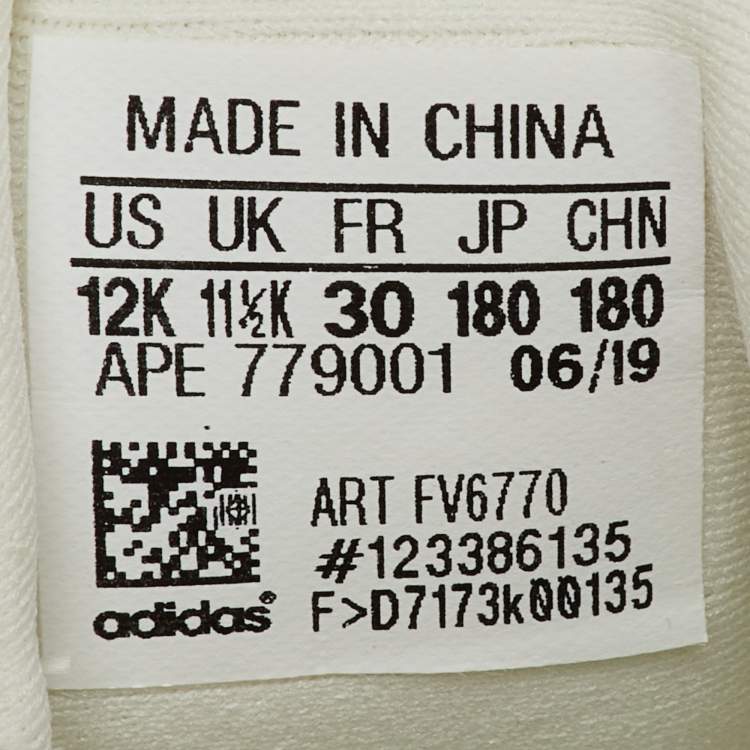 MADE IN CHINA
US UK FR JP CHN
12K 11½K 30 180 180
APE 779001 06/19
ART FV6770
#123386135
adidas® F>D7173k00135